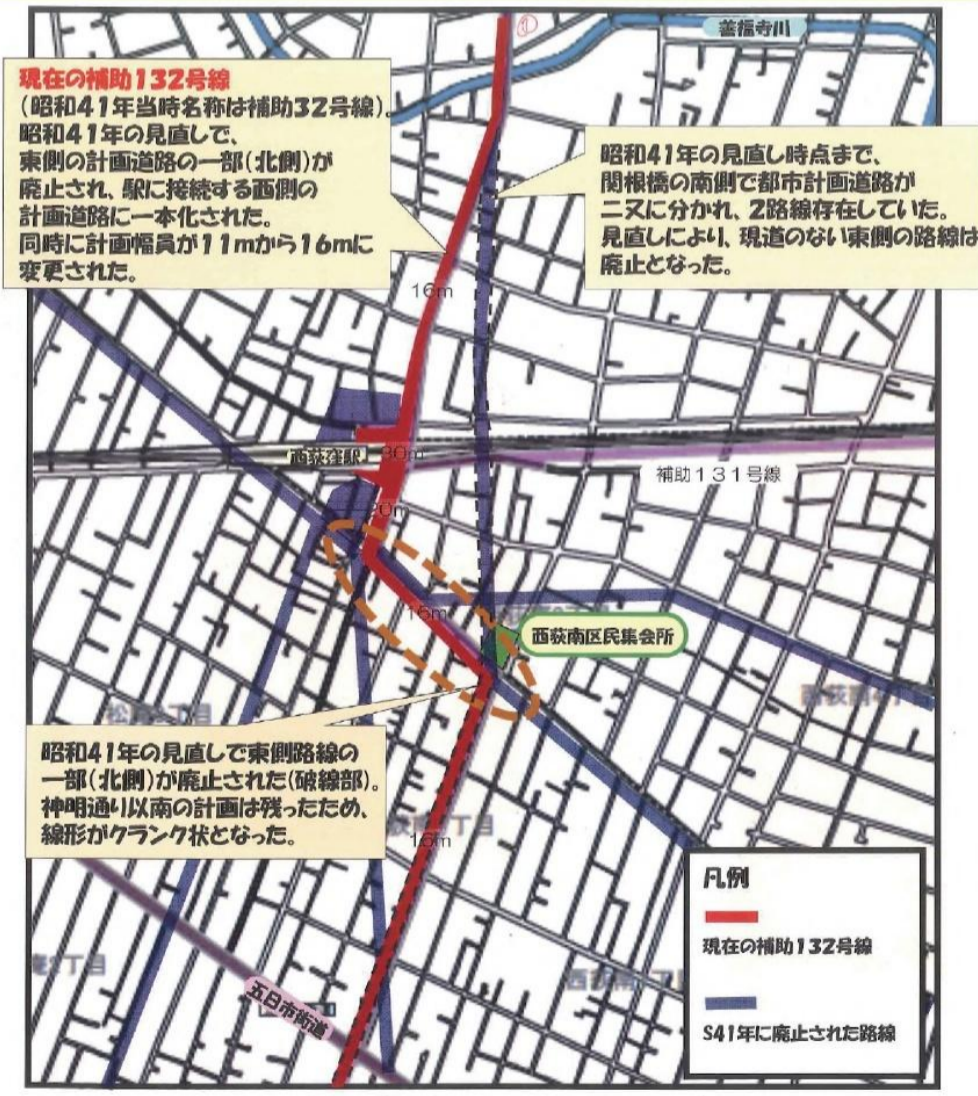 ①
善福寺川
現在の補助132号線
(昭和41年当時名称は補助32号線)。
昭和41年の見直しで、
東側の計画道路の一部(北側)が
廃止され、駅に接続する西側の
計画道路に一本化された。
同時に計画幅員が11mから16mに
変更された。
昭和41年の見直し時点まで、
関根橋の南側で都市計画道路が
二又に分かれ、2路線存在していた。
見直しにより、現道のない東側の路線は
廃止となった。
16m
西荻窪駅
30m
補助131号線
20m
16m
西荻南区民集会所
昭和41年の見直しで東側路線の
一部(北側)が廃止された(破線部)。
神明通り以南の計画は残ったため、
線形がクランク状となった。
丁目
16m
五日市街道
凡例
現在の補助132号線
S41年に廃止された路線